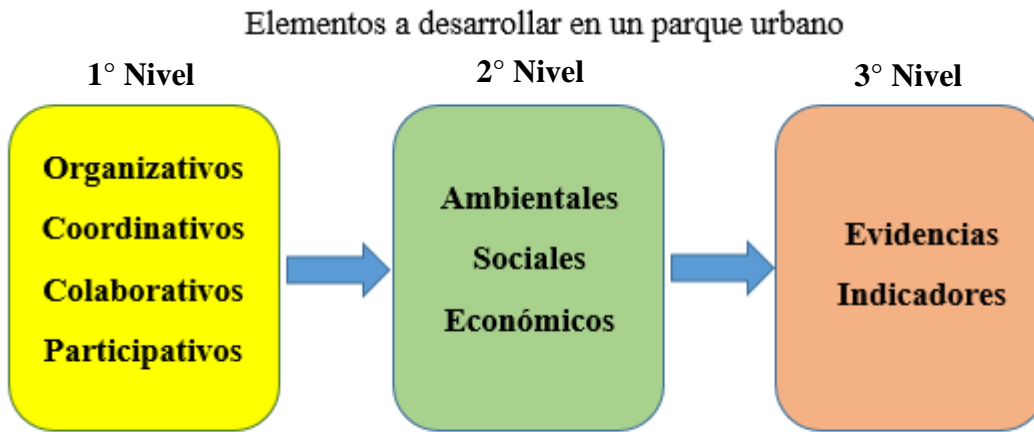 Elementos a desarrollar en un parque urbano
1° Nivel
2° Nivel
3° Nivel
Organizativos
Coordinativos
Colaborativos
Participativos
Ambientales
Sociales
Económicos
Evidencias
Indicadores